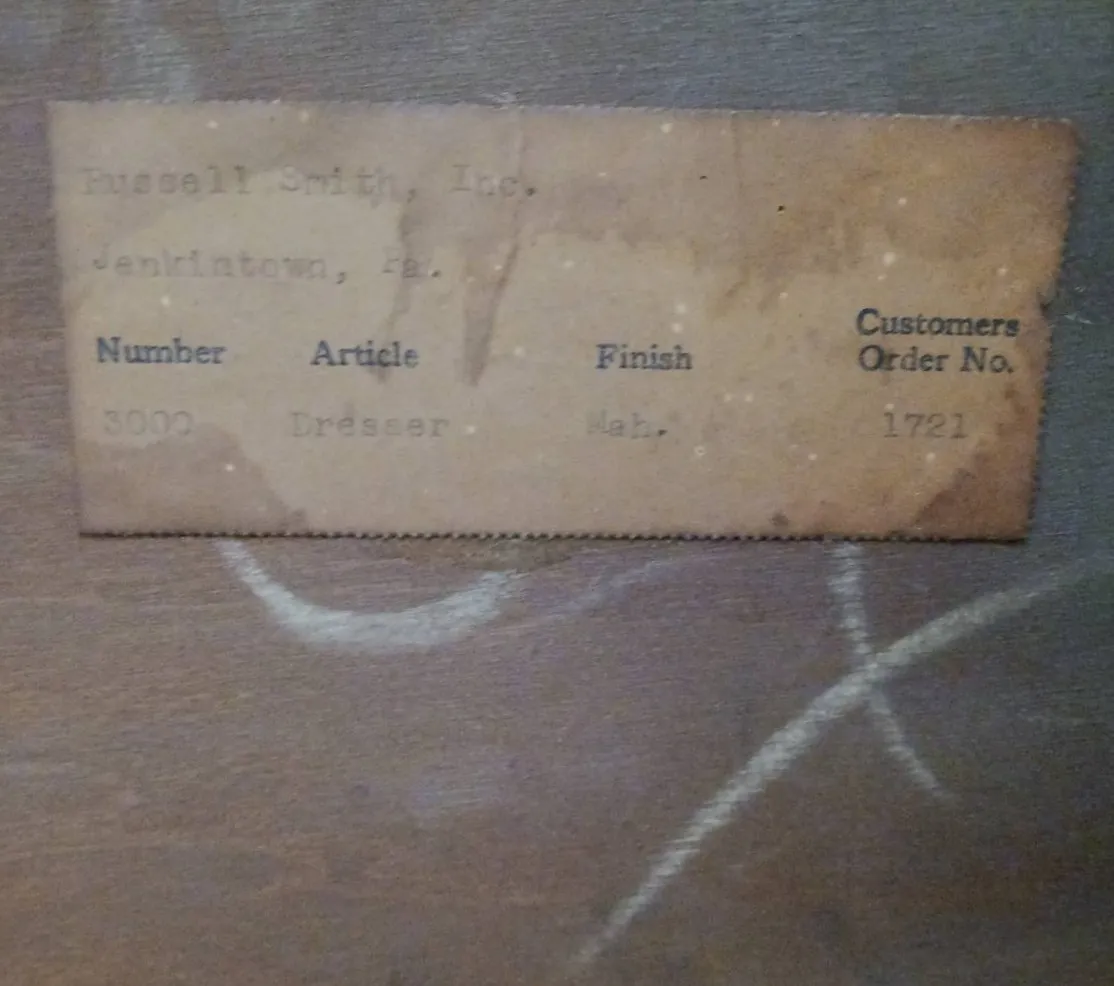 Russell Smith, Inc.
Jenkintown, Pa.
Number Article Finish Customers Order No.
3000 Dresser Mah. 1721